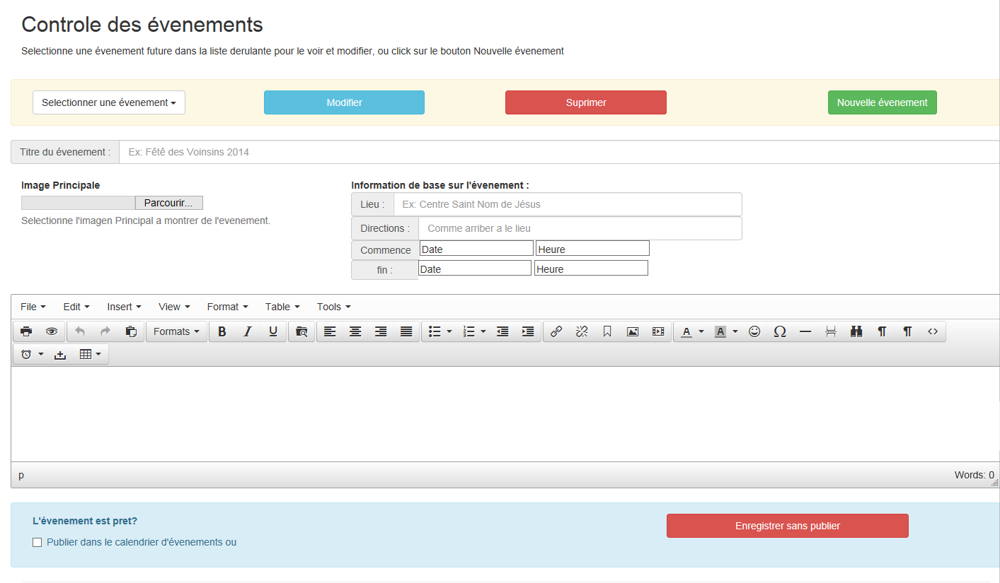 Controle des évenements
Selectionne une évenement future dans la liste derulante pour le voir et modifier, ou click sur le bouton Nouvelle évenement
Selectionner une évenement Modifier Suprimer Nouvelle évenement
Titre du évenement : Ex: Fêtê des Voinsins 2014
Image Principale
Parcourir...
Selectionne l'imagen Principal a montrer de l'evenement.
Information de base sur l'évenement :
Lieu : Ex: Centre Saint Nom de Jésus
Directions : Comme arriber a le lieu
Commence Date Heure
fin : Date Heure
File Edit Insert View Format Table Tools
Formats B I U A A Ω ¶ ¶ <>
p Words: 0
L'évenement est pret?
Publier dans le calendrier d'évenements ou
Enregistrer sans publier